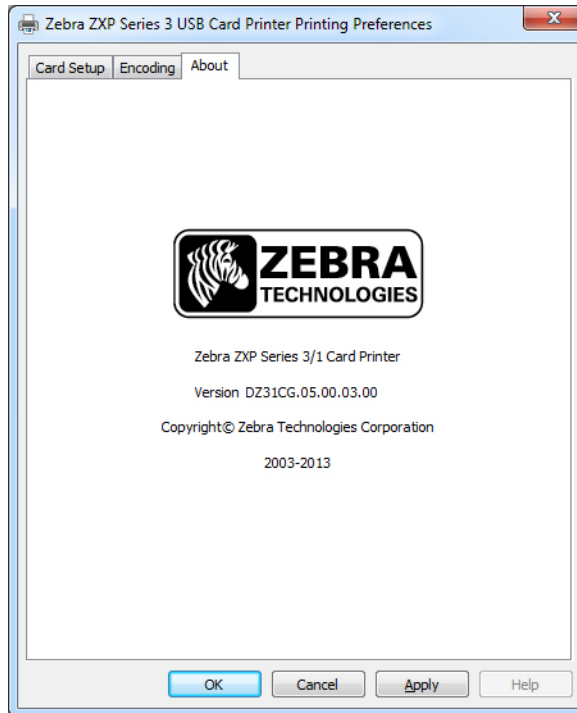 Zebra ZXP Series 3 USB Card Printer Printing Preferences
Card Setup Encoding About
ZEBRA
TECHNOLOGIES
Zebra ZXP Series 3/1 Card Printer
Version DZ31CG.05.00.03.00
Copyright© Zebra Technologies Corporation
2003-2013
OK Cancel Apply Help